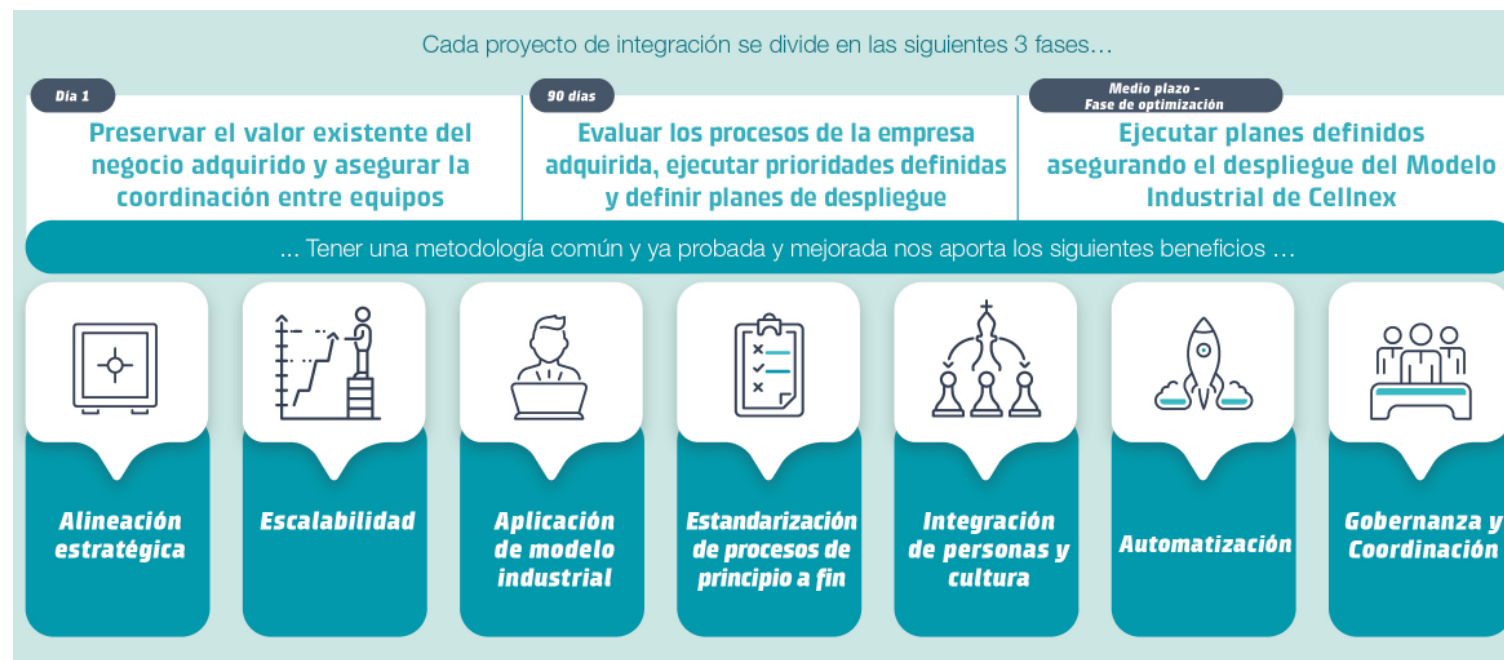 Cada proyecto de integración se divide en las siguientes 3 fases…
Día 1
Preservar el valor existente del
negocio adquirido y asegurar la
coordinación entre equipos
90 días
Evaluar los procesos de la empresa
adquirida, ejecutar prioridades definidas
y definir planes de despliegue
Medio plazo -
Fase de optimización
Ejecutar planes definidos
asegurando el despliegue del Modelo
Industrial de Cellnex
... Tener una metodología común y ya probada y mejorada nos aporta los siguientes beneficios ...
Alineación
estratégica
Escalabilidad
Aplicación
de modelo
industrial
Estandarización
de procesos de
principio a fin
Integración
de personas y
cultura
Automatización
Gobernanza y
Coordinación